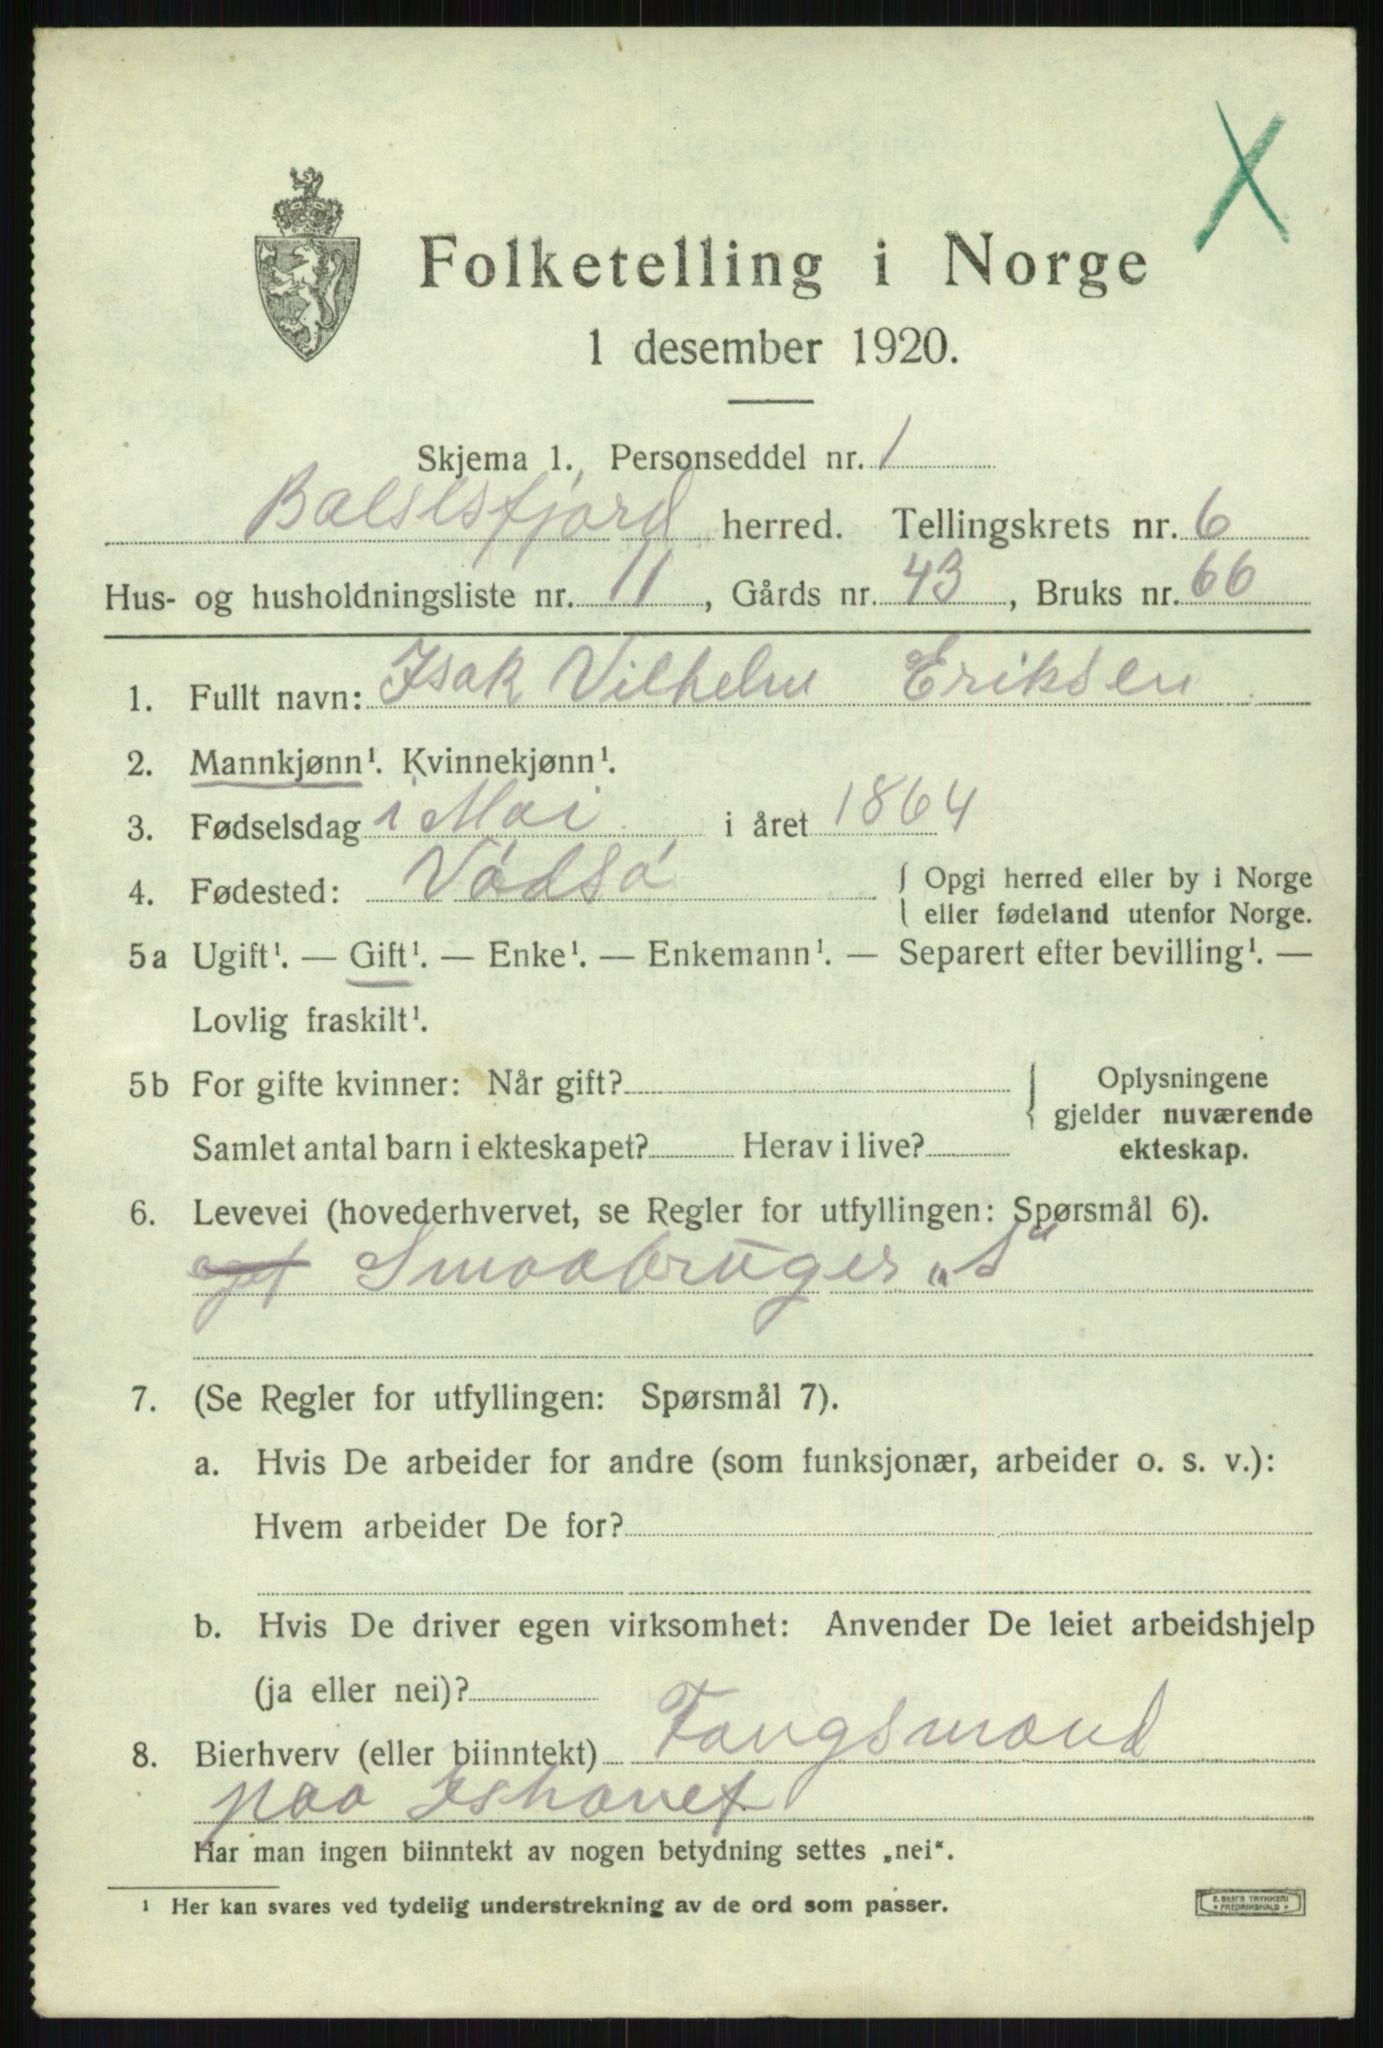 Folketelling i Norge
1 desember 1920.
Skjema 1. Personseddel nr. 1
Balslsfjord herred. Tellingskrets nr. 6
Hus- og husholdningsliste nr. 11, Gårds nr. 43, Bruks nr. 66
1. Fullt navn: Isak Vilhelm Eriksen
2. Mannkjønn¹. Kvinnekjønn¹.
3. Fødselsdag i Mai i året 1864
4. Fødested: Vødsø { Opgi herred eller by i Norge
eller fødeland utenfor Norge.
5a Ugift¹. — Gift¹. — Enke¹. — Enkemann¹. — Separert efter bevilling¹. —
Lovlig fraskilt¹.
5b For gifte kvinner: Når gift? { Oplysningene
gjelder nuværende
Samlet antal barn i ekteskapet? Herav i live? ekteskap.
6. Levevei (hovederhvervet, se Regler for utfyllingen: Spørsmål 6).
Smaabruger „S"
7. (Se Regler for utfyllingen: Spørsmål 7).
a. Hvis De arbeider for andre (som funksjonær, arbeider o. s. v.):
Hvem arbeider De for?
b. Hvis De driver egen virksomhet: Anvender De leiet arbeidshjelp
(ja eller nei)?
8. Bierhverv (eller biinntekt) Fangsmand
paa Ishavet
Har man ingen biinntekt av nogen betydning settes „nei“.
¹ Her kan svares ved tydelig understrekning av de ord som passer.
E. SEM'S TRYKKERI
FREDRIKSHALD